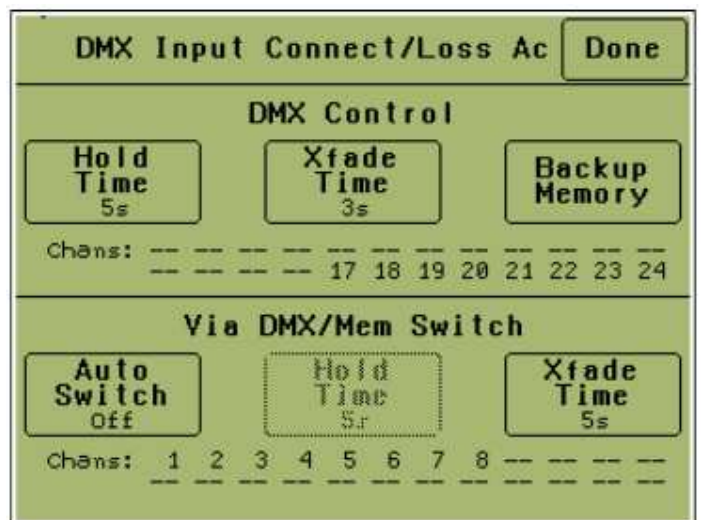 DMX Input Connect/Loss Ac Done
DMX Control
Hold Time 5s
Xfade Time 3s
Backup Memory
Chans: -- -- -- -- -- -- -- -- -- -- -- --
-- -- -- -- 17 18 19 20 21 22 23 24
Via DMX/Mem Switch
Auto Switch Off
Hold Time
Xfade Time 5s
Chans: 1 2 3 4 5 6 7 8 -- -- -- --
-- -- -- -- -- -- -- -- -- -- -- --